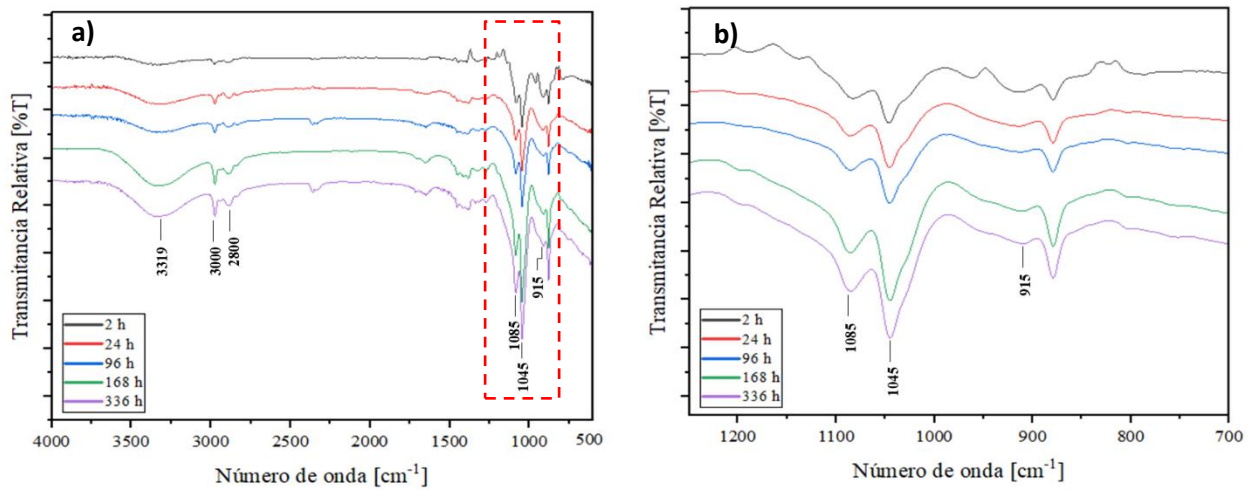 a)
Transmitancia Relativa [%T]
3319
3000
2800
1085
1045
915
2 h
24 h
96 h
168 h
336 h
4000 3500 3000 2500 2000 1500 1000 500
Número de onda [cm-1]
b)
Transmitancia Relativa [%T]
1085
1045
915
2 h
24 h
96 h
168 h
336 h
1200 1100 1000 900 800 700
Número de onda [cm-1]